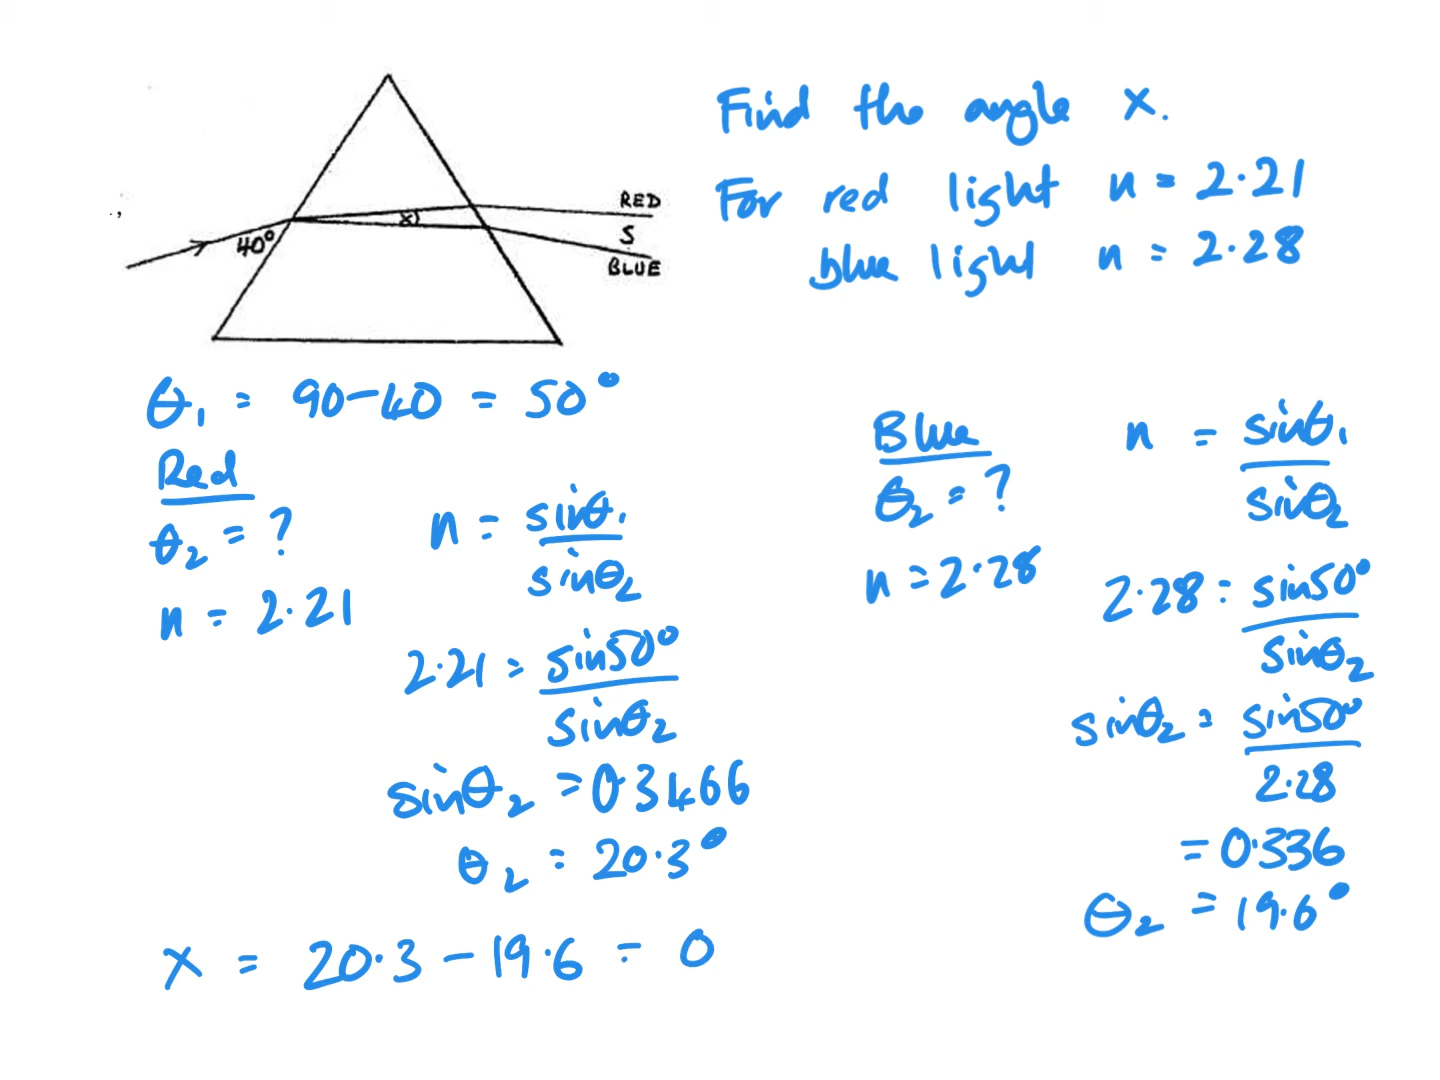 Find the angle x.
For red light n = 2.21
blue light n = 2.28
40°
x
RED
S
BLUE
θ₁ = 90-40 = 50°
Red
θ₂ = ?
n = 2.21
n = sinθ₁/sinθ₂
2.21 = sin50°/sinθ₂
sinθ₂ = 0.3466
θ₂ = 20.3°
Blue
θ₂ = ?
n = 2.28
n = sinθ₁/sinθ₂
2.28 = sin50°/sinθ₂
sinθ₂ = sin50°/2.28
= 0.336
θ₂ = 19.6°
x = 20.3 - 19.6 = 0